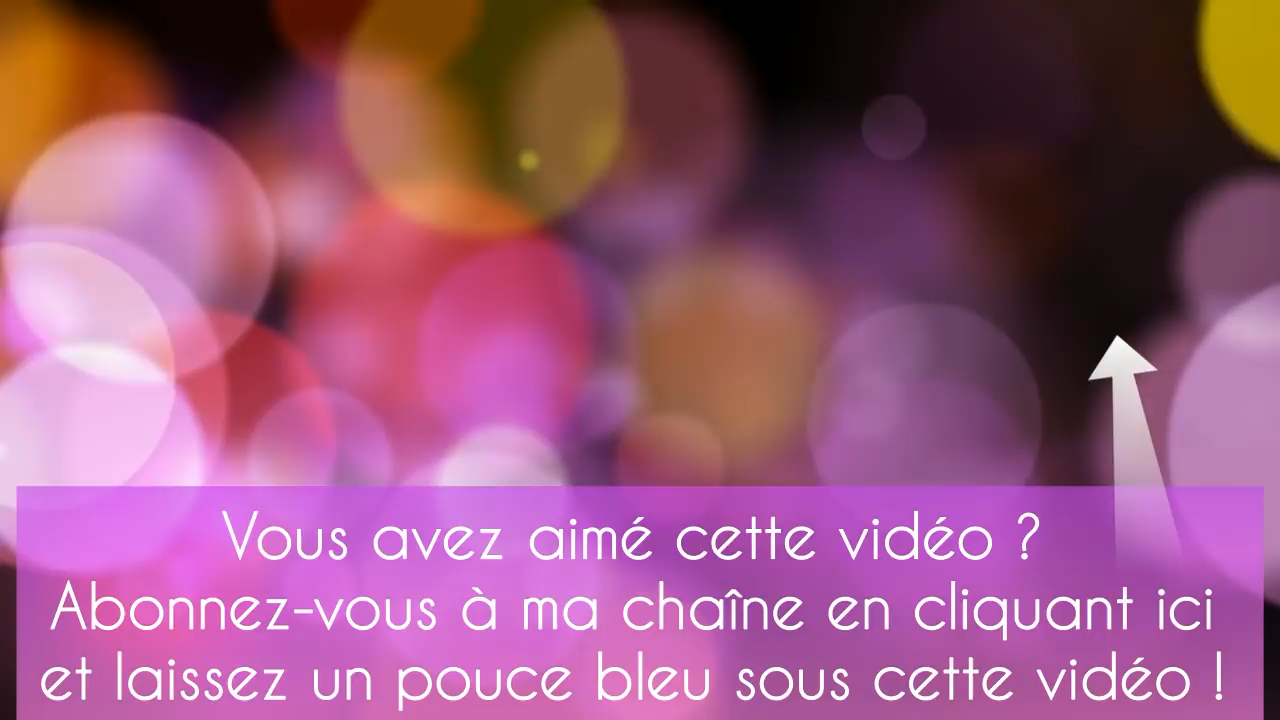 Vous avez aimé cette vidéo ?
Abonnez-vous à ma chaîne en cliquant ici
et laissez un pouce bleu sous cette vidéo !